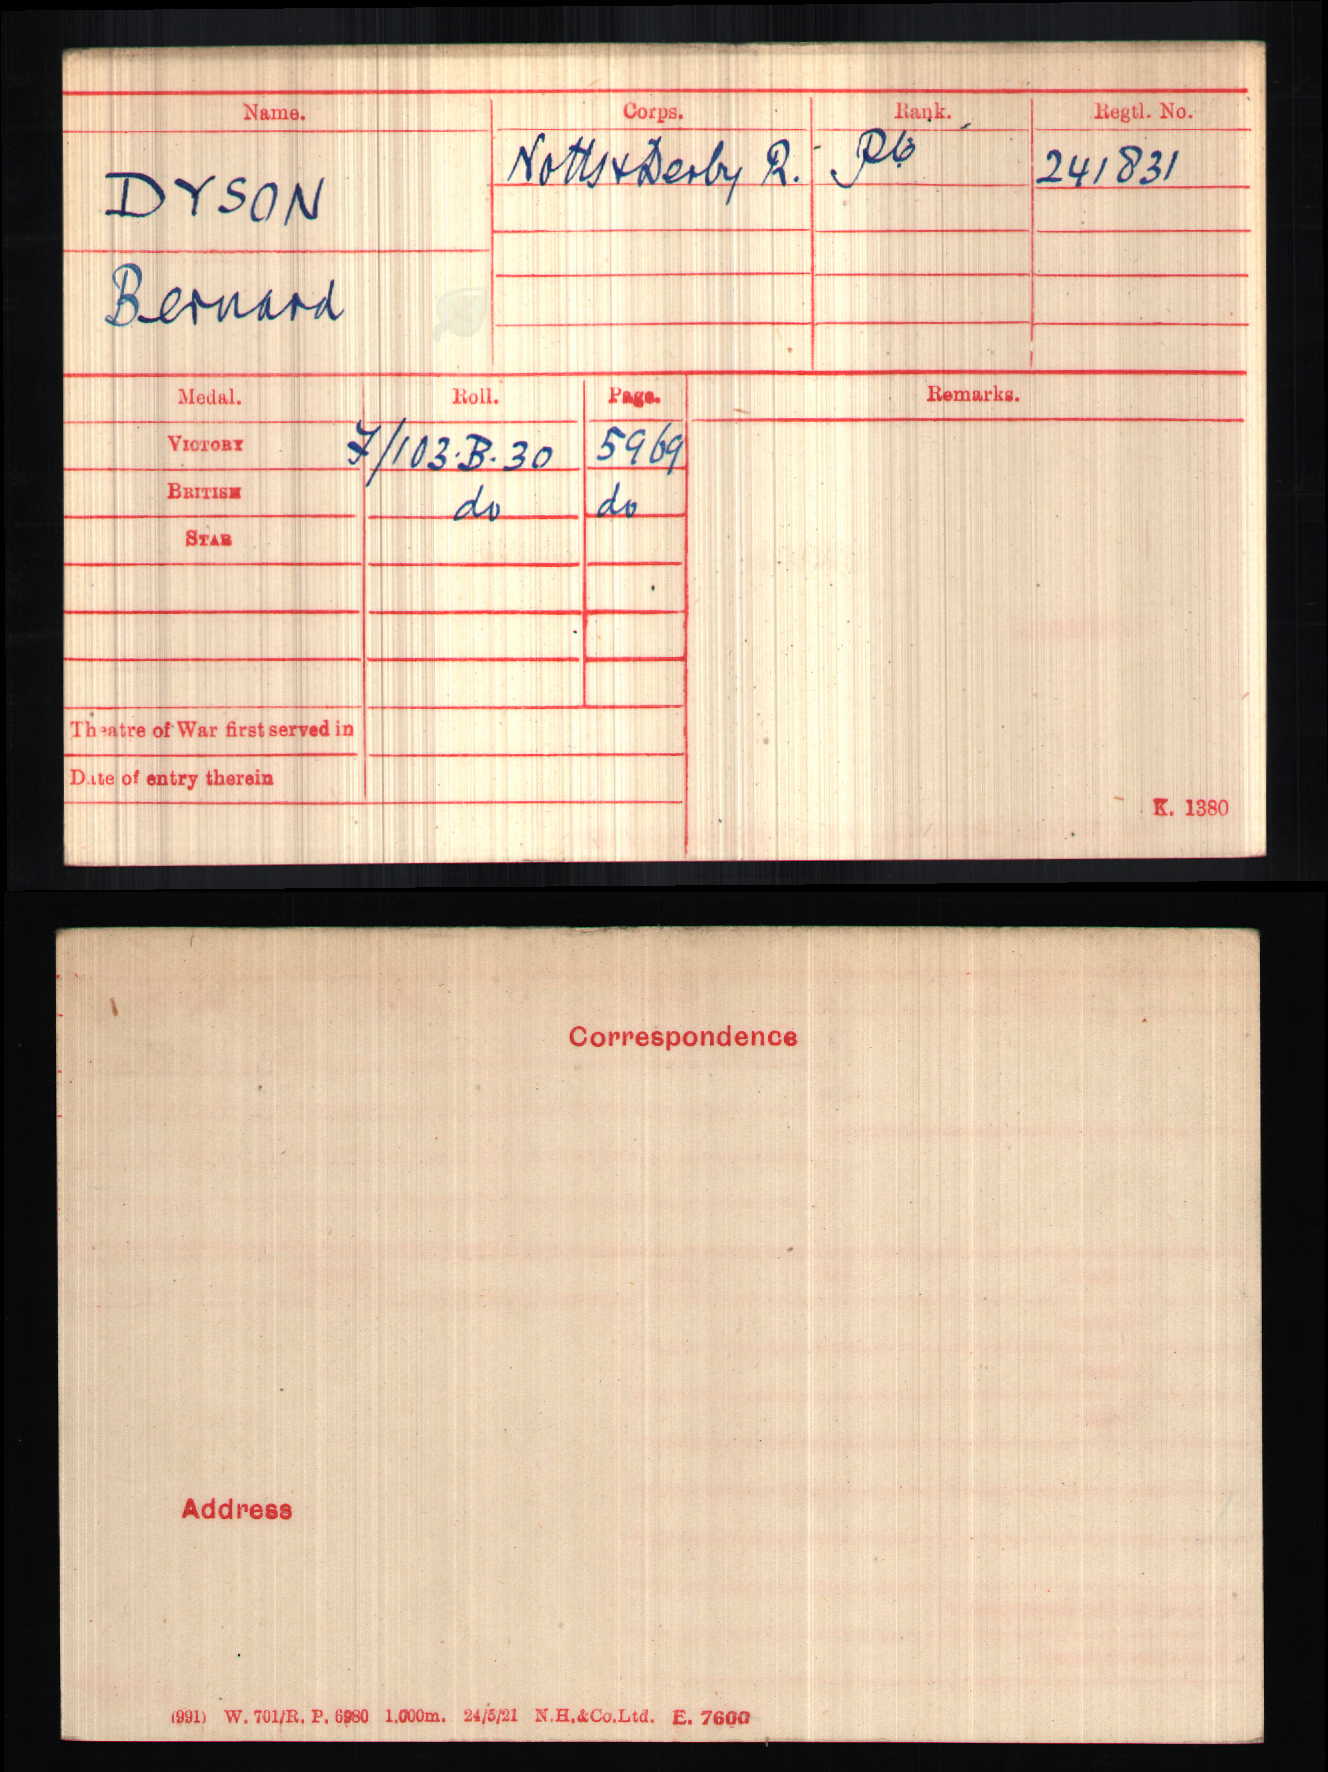 Name. Corps. Rank. Regtl. No.
DYSON Notts & Derby R. Pte 241831
Bernard
Medal. Roll. Page. Remarks.
VICTORY F/103.B.30 5969
BRITISH do do
STAR
Theatre of War first served in
Date of entry therein
K. 1380
Correspondence
Address
(991) W. 701/R. P. 6980 1,000m. 24/5/21 N.H.&Co.Ltd. E. 7600